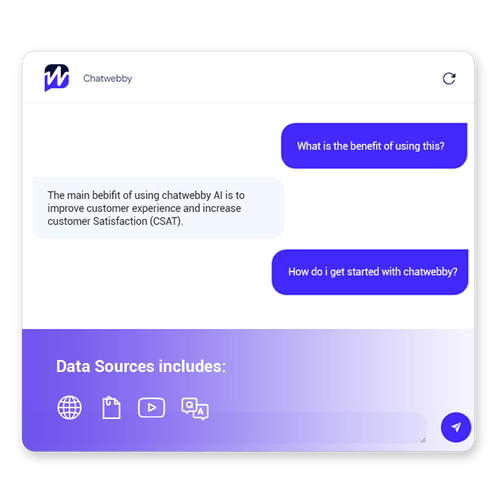 Chatwebby
What is the benefit of using this?
The main bebifit of using chatwebby AI is to
improve customer experience and increase
customer Satisfaction (CSAT).
How do i get started with chatwebby?
Data Sources includes:
Q A